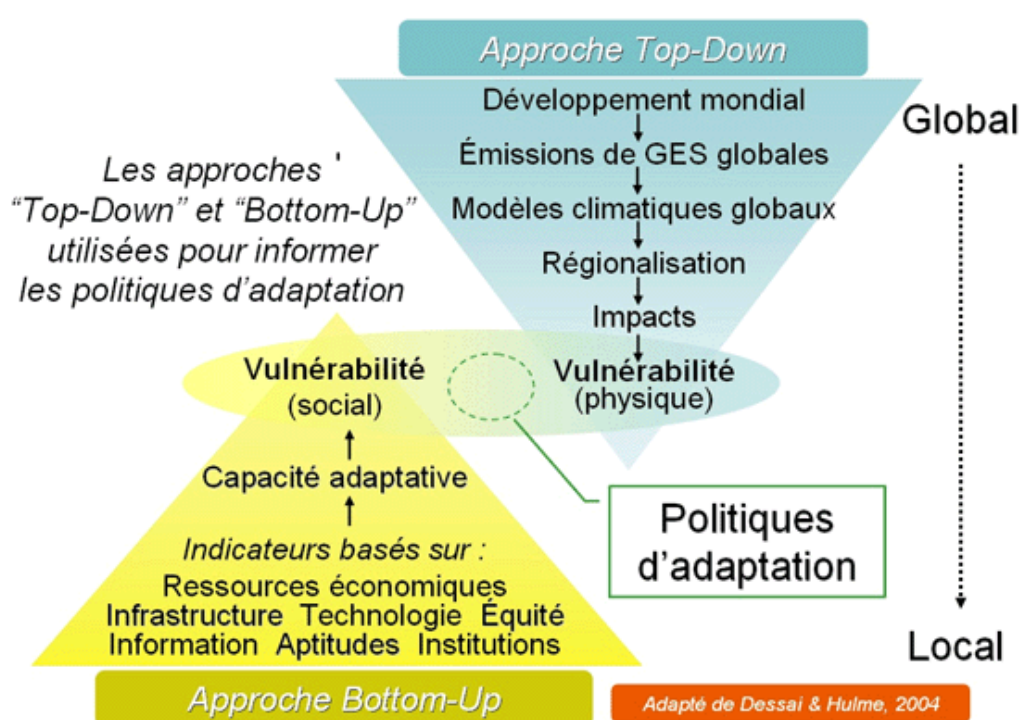 Approche Top-Down
Développement mondial
Émissions de GES globales
Modèles climatiques globaux
Régionalisation
Impacts
Vulnérabilité
(physique)
Global
Local
Les approches '
“Top-Down” et “Bottom-Up”
utilisées pour informer
les politiques d’adaptation
Vulnérabilité
(social)
Capacité adaptative
Indicateurs basés sur :
Ressources économiques
Infrastructure Technologie Équité
Information Aptitudes Institutions
Politiques
d’adaptation
Approche Bottom-Up
Adapté de Dessai & Hulme, 2004